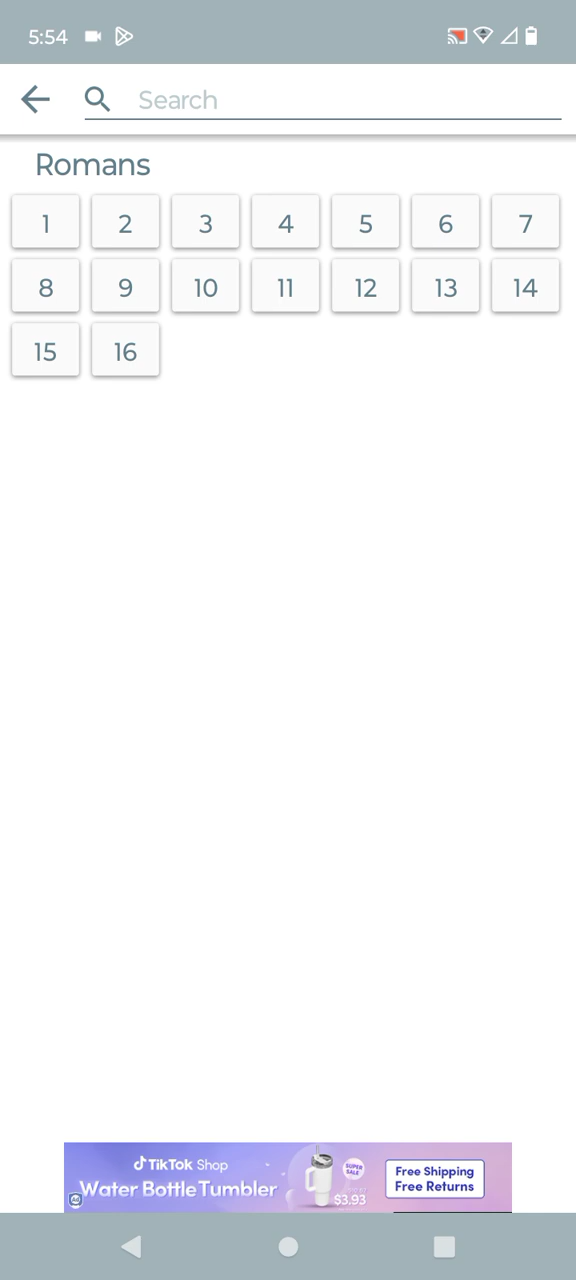 5:54
Search
Romans
1 2 3 4 5 6 7
8 9 10 11 12 13 14
15 16
TikTok Shop
Water Bottle Tumbler
SUPER SALE
$3.93
Free Shipping
Free Returns
Ad